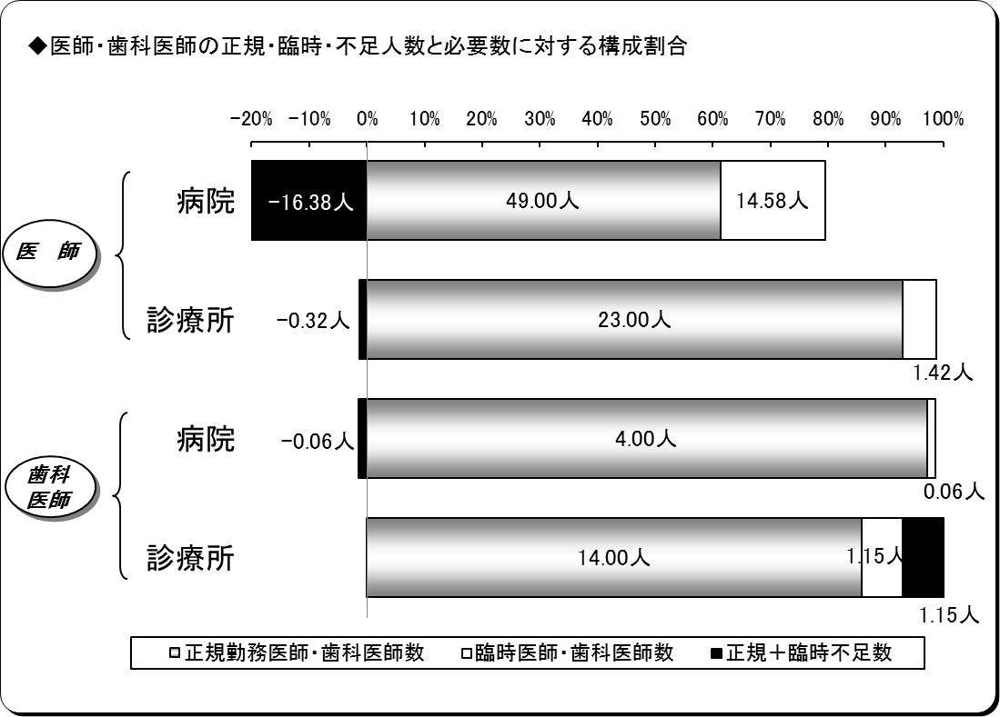 ◆医師・歯科医師の正規・臨時・不足人数と必要数に対する構成割合
-20% -10% 0% 10% 20% 30% 40% 50% 60% 70% 80% 90% 100%
医 師
病院
-16.38人 49.00人 14.58人
診療所
-0.32人 23.00人
1.42人
歯科
医師
病院
-0.06人 4.00人
0.06人
診療所
14.00人 1.15人
1.15人
正規勤務医師・歯科医師数 臨時医師・歯科医師数 正規＋臨時不足数